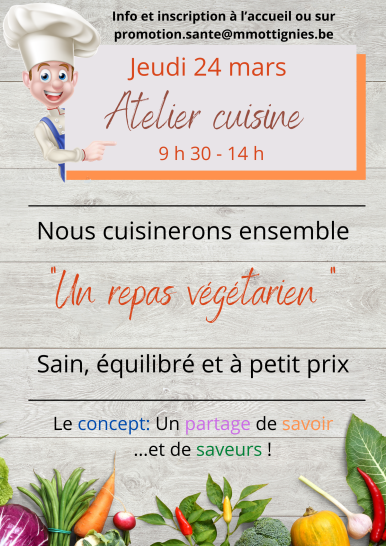 Info et inscription à l'accueil ou sur
promotion.sante@mmottignies.be
Jeudi 24 mars
Atelier cuisine
9 h 30 - 14 h
Nous cuisinerons ensemble
"Un repas végétarien "
Sain, équilibré et à petit prix
Le concept: Un partage de savoir
...et de saveurs !